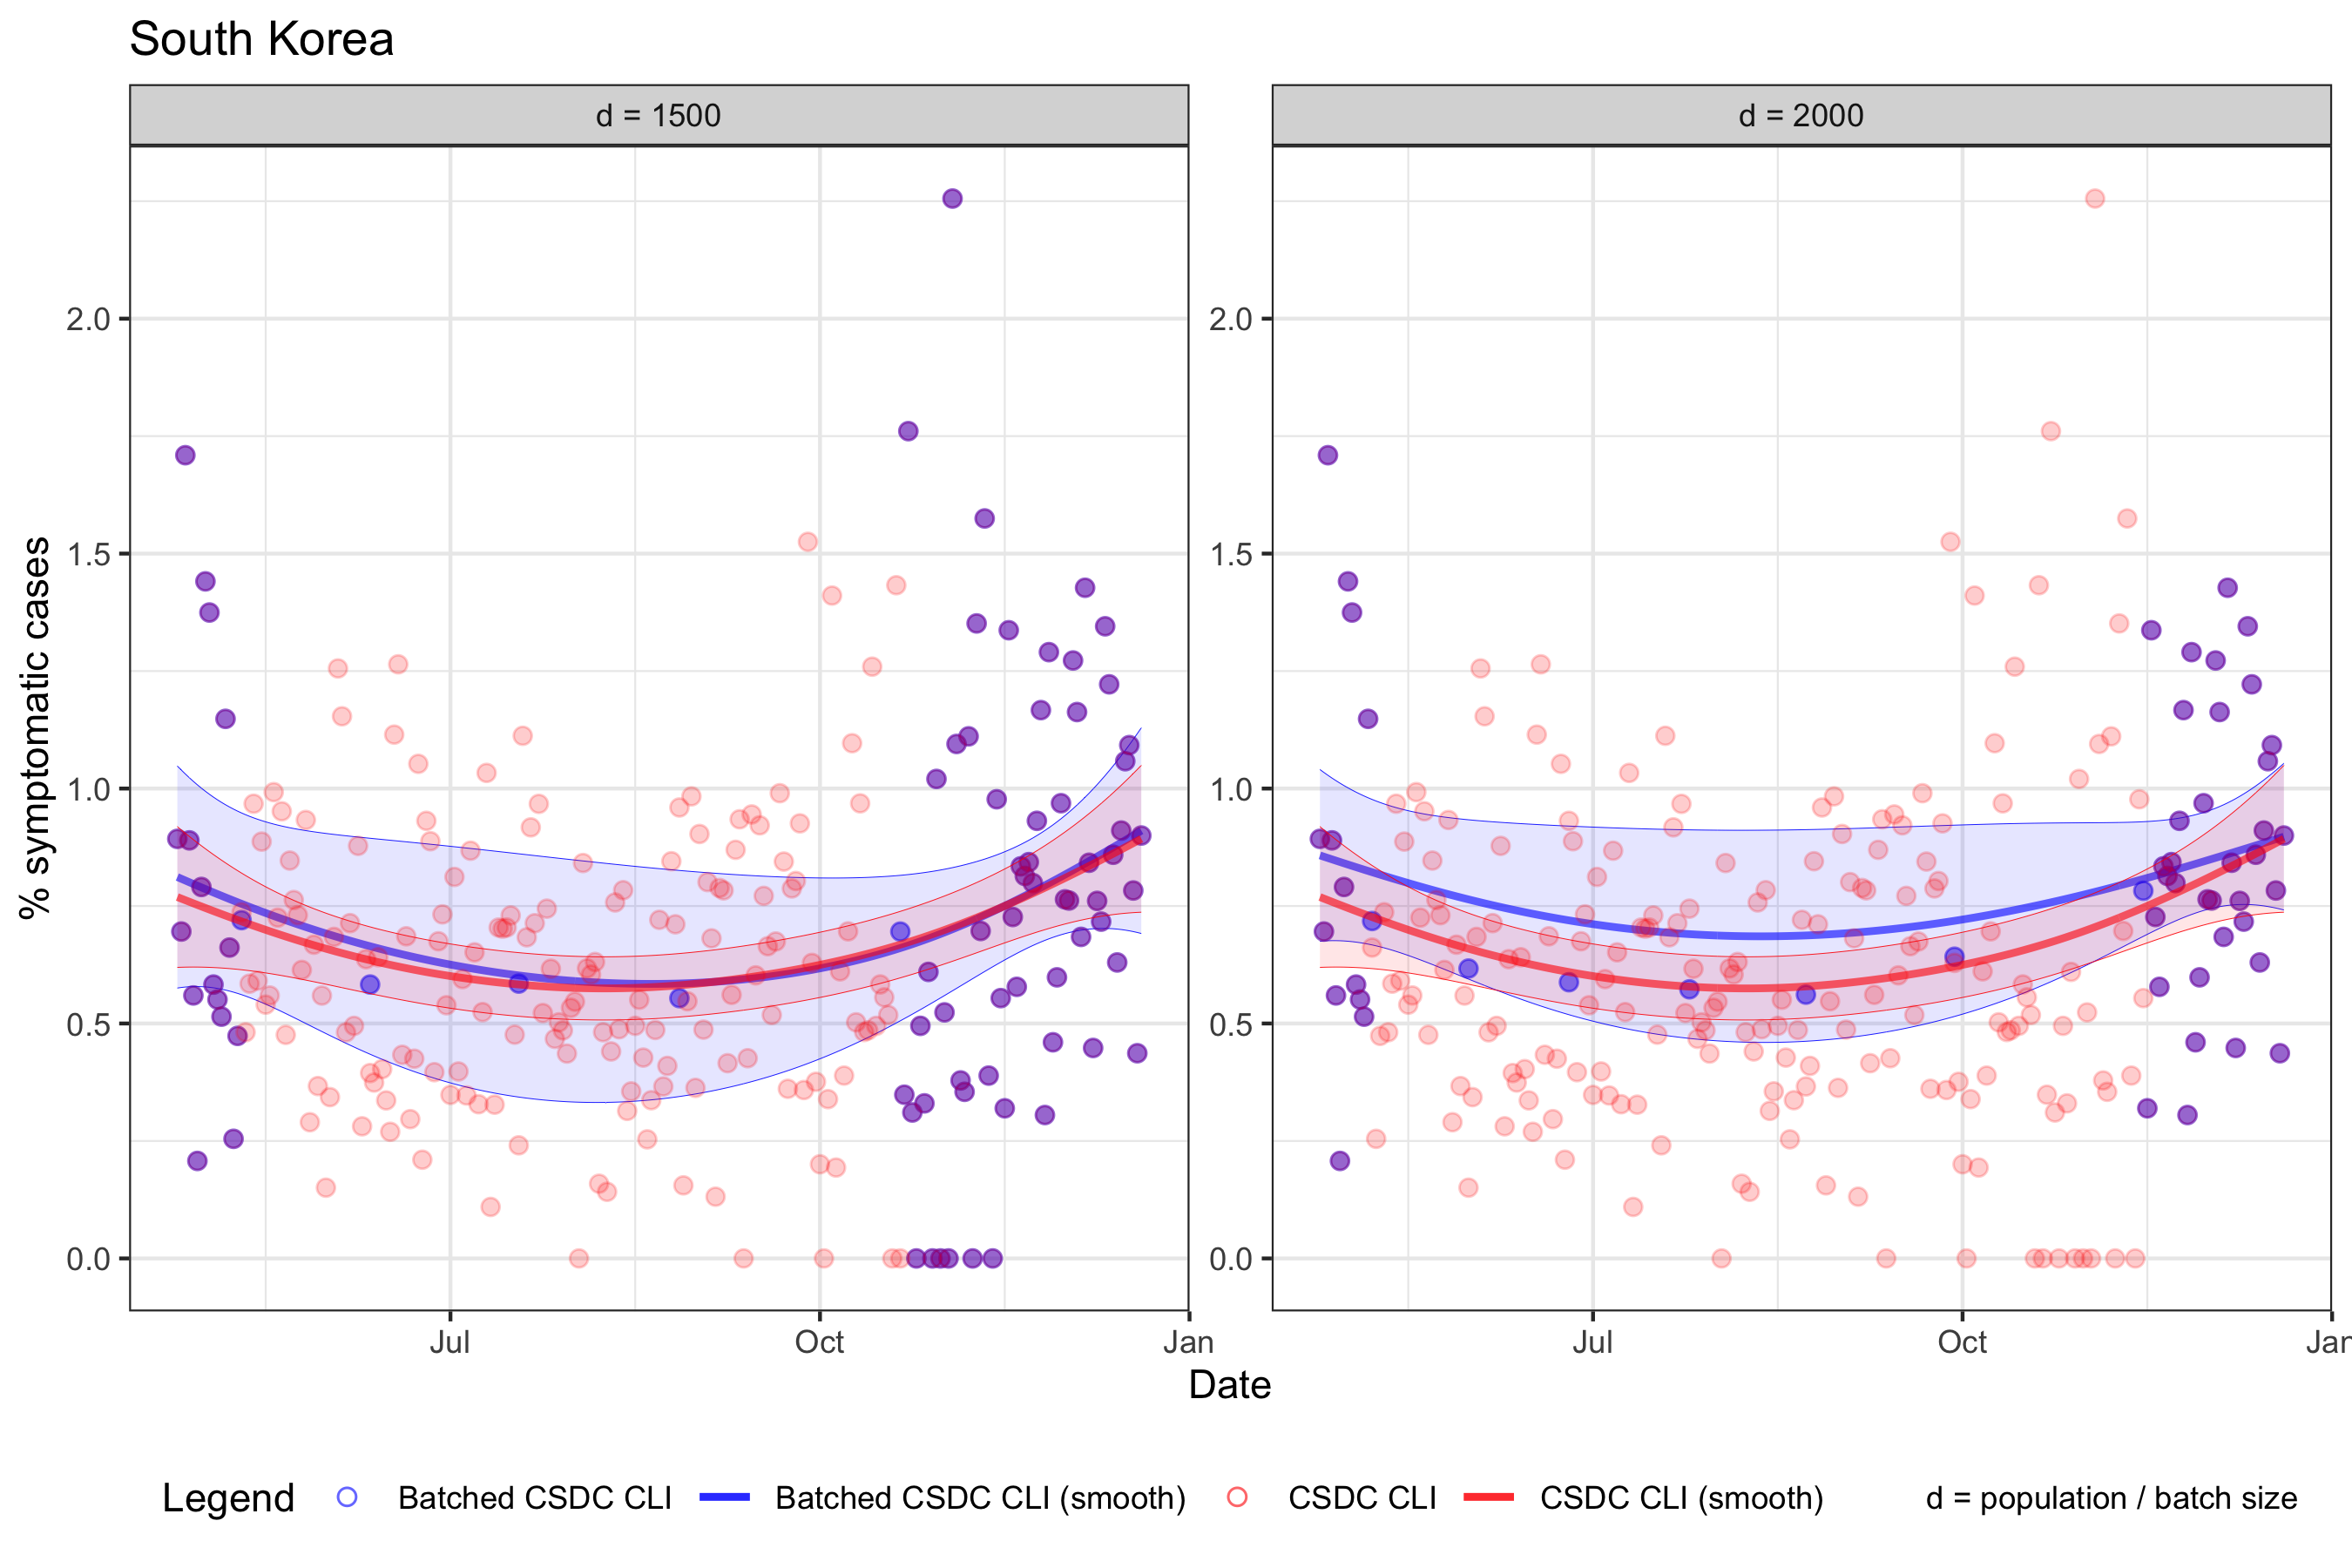 South Korea
d = 1500
d = 2000
% symptomatic cases
2.0
1.5
1.0
0.5
0.0
2.0
1.5
1.0
0.5
0.0
Jul
Oct
Jan
Jul
Oct
Jan
Date
Legend
Batched CSDC CLI
Batched CSDC CLI (smooth)
CSDC CLI
CSDC CLI (smooth)
d = population / batch size